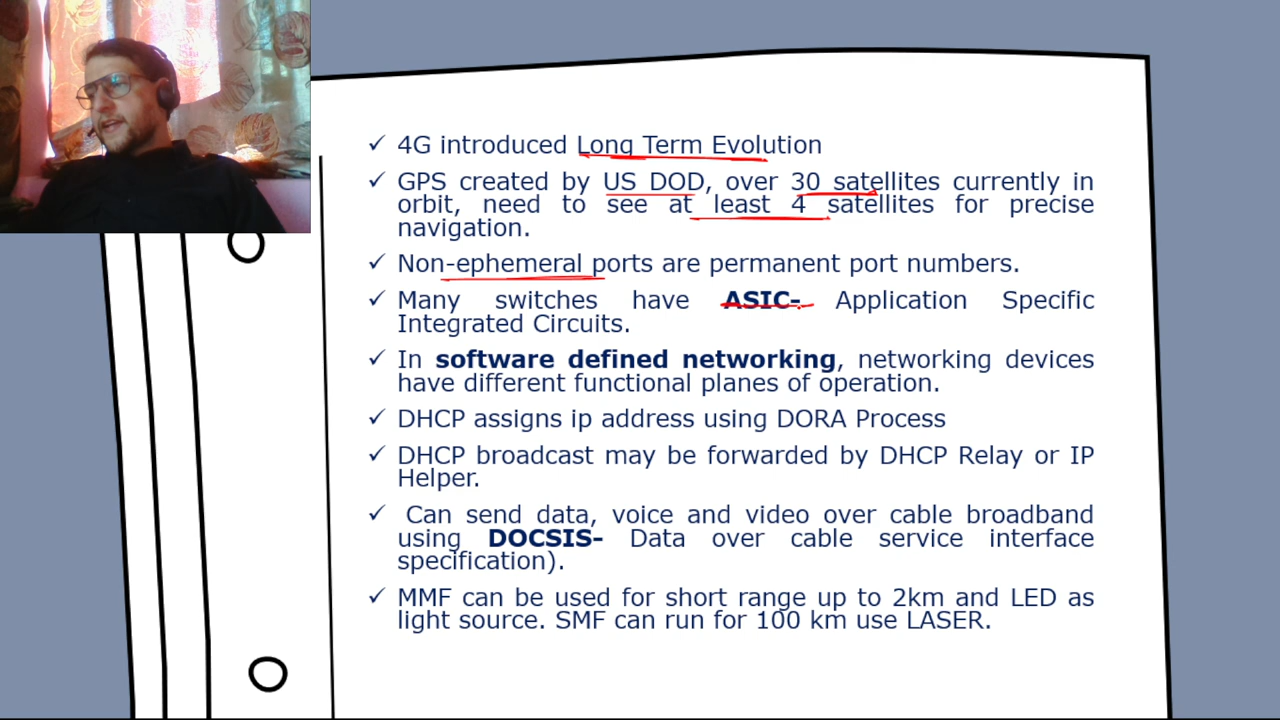 4G introduced Long Term Evolution
GPS created by US DOD, over 30 satellites currently in
orbit, need to see at least 4 satellites for precise
navigation.
Non-ephemeral ports are permanent port numbers.
Many switches have ASIC- Application Specific
Integrated Circuits.
In software defined networking, networking devices
have different functional planes of operation.
DHCP assigns ip address using DORA Process
DHCP broadcast may be forwarded by DHCP Relay or IP
Helper.
Can send data, voice and video over cable broadband
using DOCSIS- Data over cable service interface
specification).
MMF can be used for short range up to 2km and LED as
light source. SMF can run for 100 km use LASER.